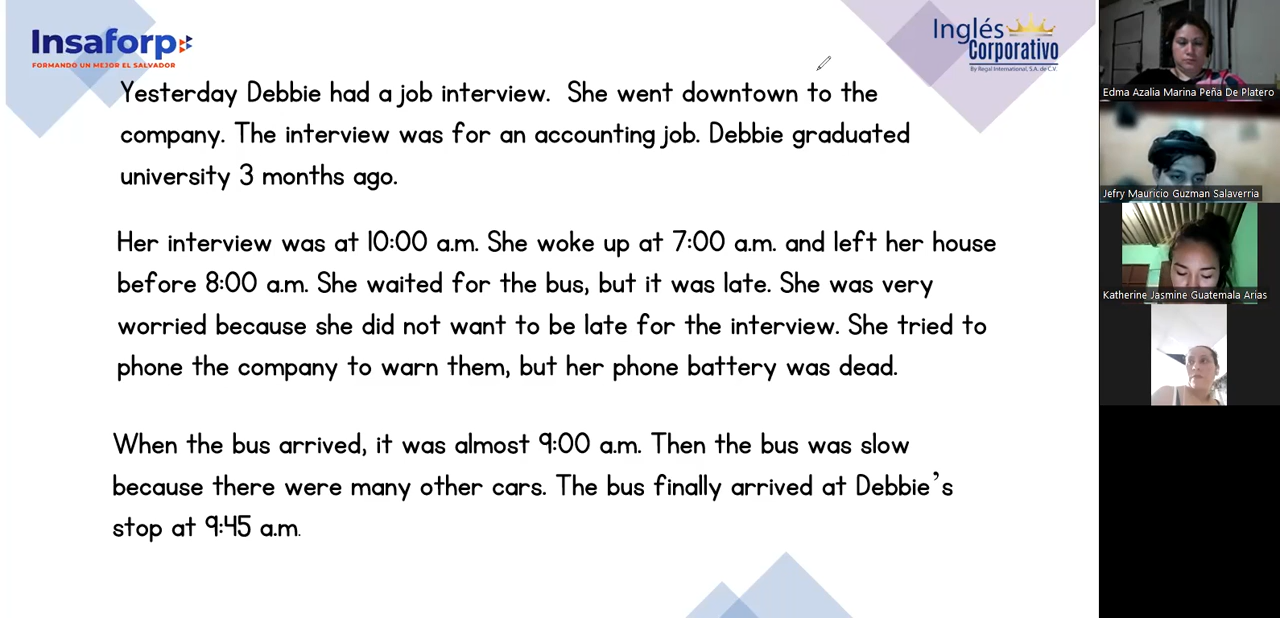 Insaforp
FORMANDO UN MEJOR EL SALVADOR
Inglés
Corporativo
By Regal International, S.A. de C.V.
Yesterday Debbie had a job interview.  She went downtown to the
company. The interview was for an accounting job. Debbie graduated
university 3 months ago.
Her interview was at 10:00 a.m. She woke up at 7:00 a.m. and left her house
before 8:00 a.m. She waited for the bus, but it was late. She was very
worried because she did not want to be late for the interview. She tried to
phone the company to warn them, but her phone battery was dead.
When the bus arrived, it was almost 9:00 a.m. Then the bus was slow
because there were many other cars. The bus finally arrived at Debbie’s
stop at 9:45 a.m.
Edma Azalia Marina Peña De Platero
Jefry Mauricio Guzman Salaverria
Katherine Jasmine Guatemala Arias